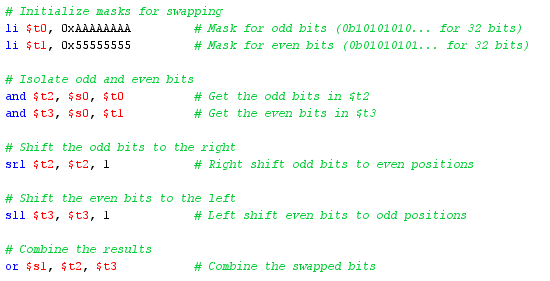 # Initialize masks for swapping
li $t0, 0xAAAAAAAA # Mask for odd bits (0b10101010... for 32 bits)
li $t1, 0x55555555 # Mask for even bits (0b01010101... for 32 bits)
# Isolate odd and even bits
and $t2, $s0, $t0 # Get the odd bits in $t2
and $t3, $s0, $t1 # Get the even bits in $t3
# Shift the odd bits to the right
srl $t2, $t2, 1 # Right shift odd bits to even positions
# Shift the even bits to the left
sll $t3, $t3, 1 # Left shift even bits to odd positions
# Combine the results
or $s1, $t2, $t3 # Combine the swapped bits